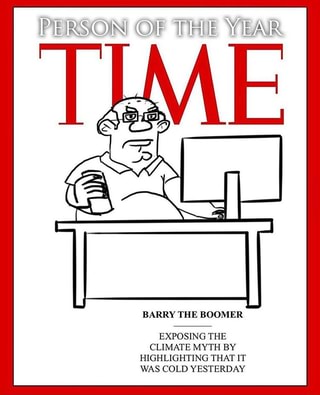 PERSON OF THE YEAR
TIME
BARRY THE BOOMER
EXPOSING THE
CLIMATE MYTH BY
HIGHLIGHTING THAT IT
WAS COLD YESTERDAY